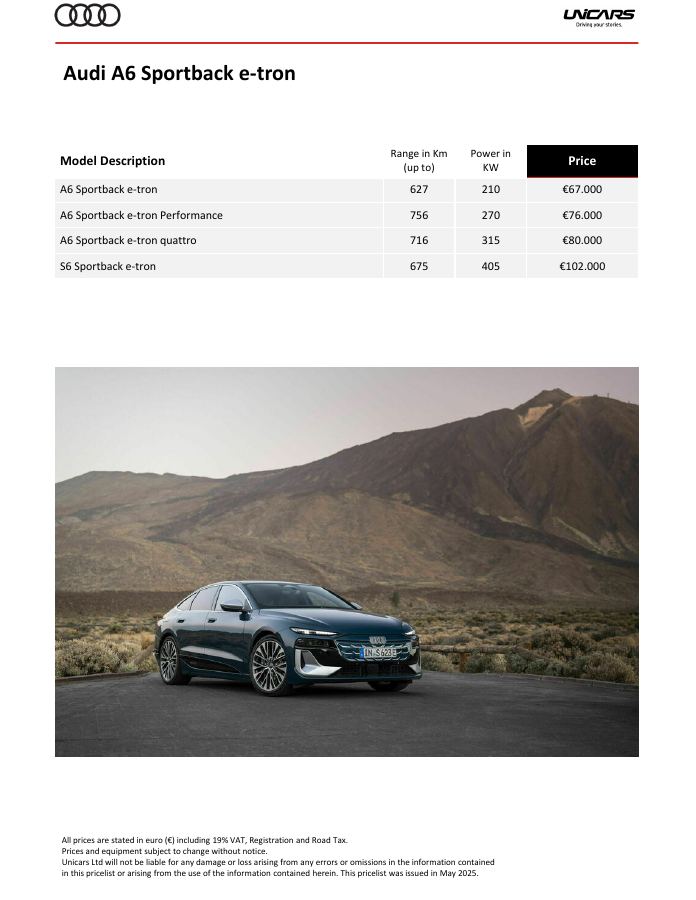 UNICARS
Driving your stories.
Audi A6 Sportback e-tron
Model Description Range in Km (up to) Power in KW Price
A6 Sportback e-tron 627 210 €67.000
A6 Sportback e-tron Performance 756 270 €76.000
A6 Sportback e-tron quattro 716 315 €80.000
S6 Sportback e-tron 675 405 €102.000
IN·S 623E
All prices are stated in euro (€) including 19% VAT, Registration and Road Tax.
Prices and equipment subject to change without notice.
Unicars Ltd will not be liable for any damage or loss arising from any errors or omissions in the information contained
in this pricelist or arising from the use of the information contained herein. This pricelist was issued in May 2025.